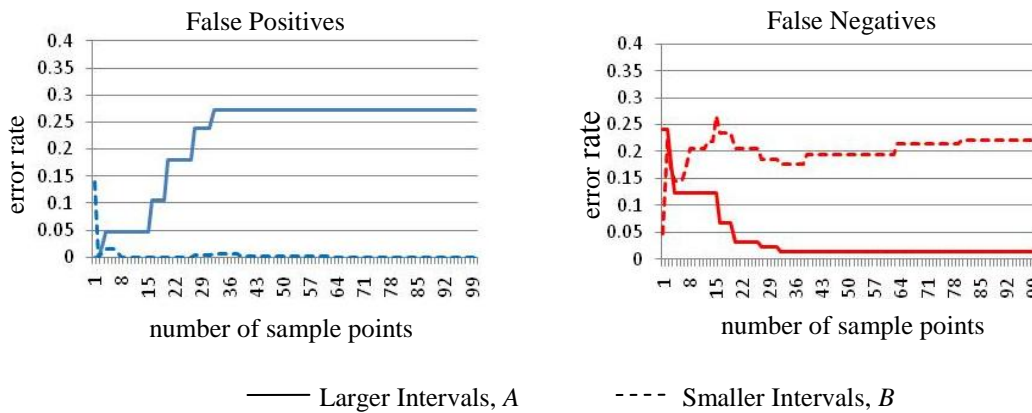 False Positives
0.4
0.35
0.3
0.25
0.2
0.15
0.1
0.05
0
error rate
1 8 15 22 29 36 43 50 57 64 71 78 85 92 99
number of sample points
False Negatives
0.4
0.35
0.3
0.25
0.2
0.15
0.1
0.05
0
error rate
1 8 15 22 29 36 43 50 57 64 71 78 85 92 99
number of sample points
Larger Intervals, A
Smaller Intervals, B